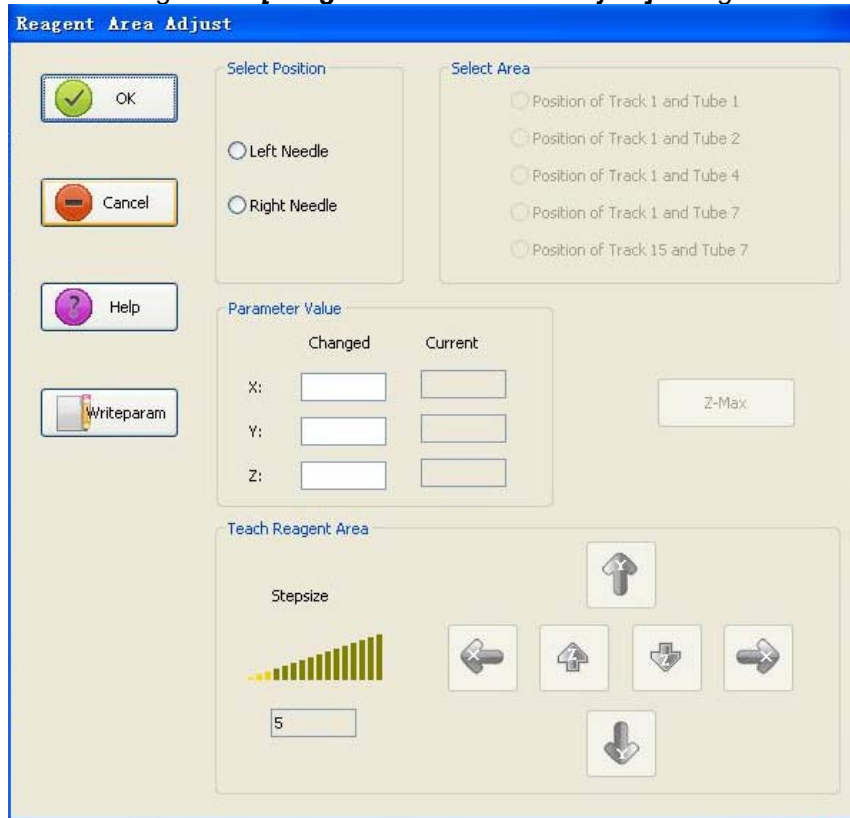 Reagent Area Adjust
OK
Cancel
Help
Writeparam
Select Position
Left Needle
Right Needle
Select Area
Position of Track 1 and Tube 1
Position of Track 1 and Tube 2
Position of Track 1 and Tube 4
Position of Track 1 and Tube 7
Position of Track 15 and Tube 7
Parameter Value
Changed Current
X:
Y:
Z:
Z-Max
Teach Reagent Area
Stepsize
5
Y
X Z Z X
Y